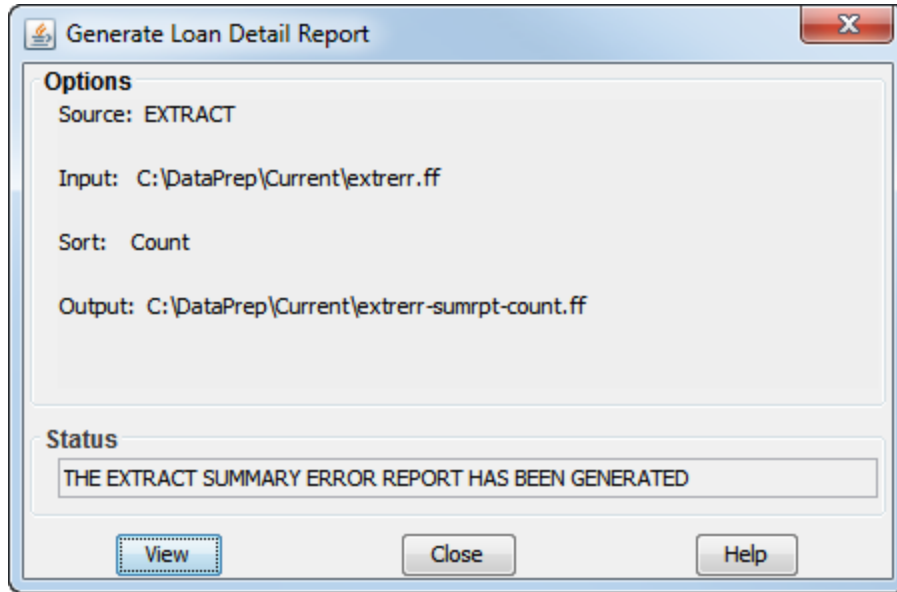 Generate Loan Detail Report
Options
Source: EXTRACT
Input: C:\DataPrep\Current\extrerr.ff
Sort: Count
Output: C:\DataPrep\Current\extrerr-sumrpt-count.ff
Status
THE EXTRACT SUMMARY ERROR REPORT HAS BEEN GENERATED
View Close Help